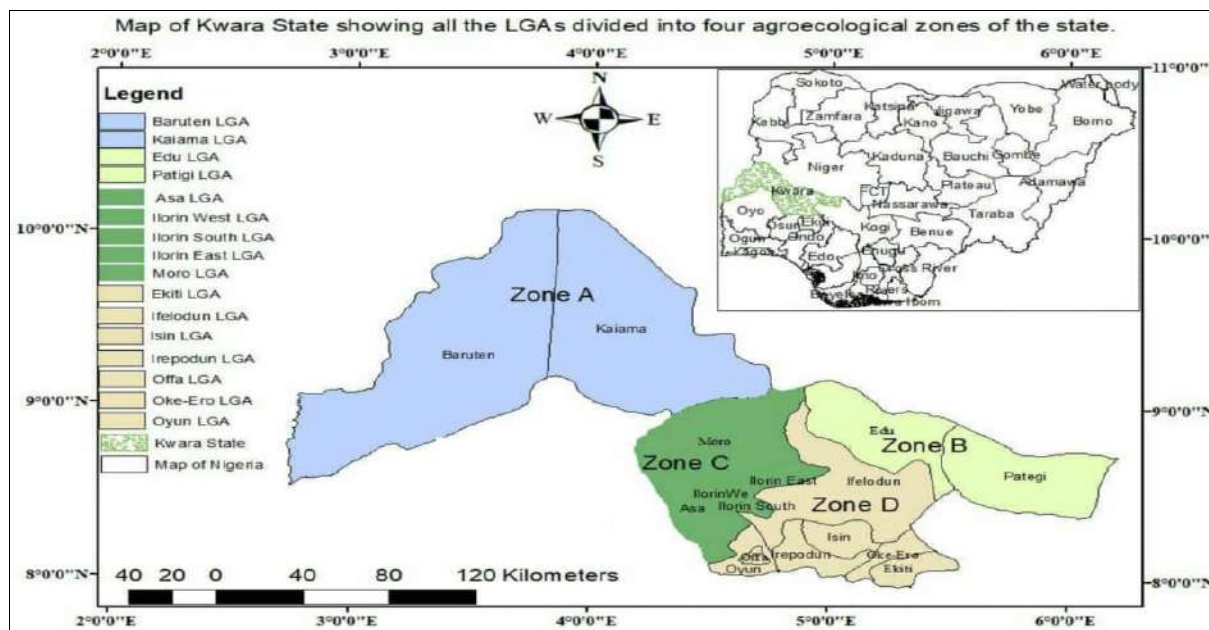 Map of Kwara State showing all the LGAs divided into four agroecological zones of the state.
2°0'0"E 3°0'0"E 4°0'0"E 5°0'0"E 6°0'0"E
11°0'0"N
Legend
Baruten LGA
Kaiama LGA
Edu LGA
Patigi LGA
Asa LGA
Ilorin West LGA
Ilorin South LGA
Ilorin East LGA
Moro LGA
Ekiti LGA
Ifelodun LGA
Isin LGA
Irepodun LGA
Offa LGA
Oke-Ero LGA
Oyun LGA
Kwara State
Map of Nigeria
N
W E
S
Sokoto
Water body
Katsina
Jigawa
Yobe
Kebbi
Zamfara
Kano
Borno
Niger
Kaduna
Bauchi
Gombe
Kwara
FCT
Plateau
Adamawa
Nassarawa
Taraba
Oyo
Osun
Ekiti
Kogi
Benue
Ogun
Ondo
Lagos
Edo
Enugu
Cross River
Imo
Rivers
10°0'0"N
10°0'0"N
Zone A
Kaiama
Baruten
9°0'0"N
9°0'0"N
Edu
Zone B
Moro
Zone C
Ilorin East
Ifelodun
Pategi
IlorinWe
Asa
Ilorin South
Zone D
Isin
Offa
Irepodun
Oke-Ero
Oyun
Ekiti
8°0'0"N
8°0'0"N
40 20 0 40 80 120 Kilometers
2°0'0"E 3°0'0"E 4°0'0"E 5°0'0"E 6°0'0"E